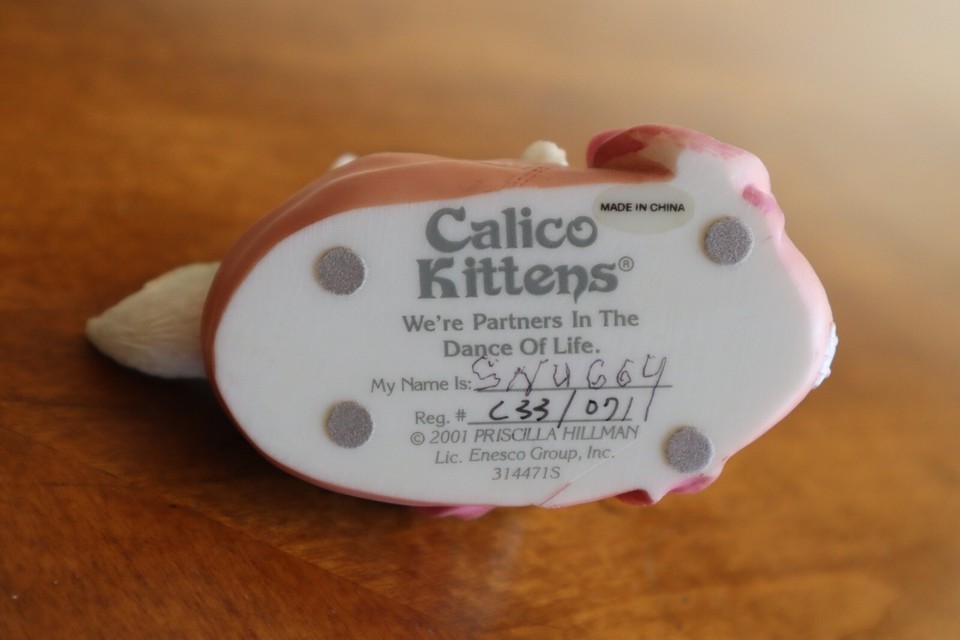 MADE IN CHINA
Calico
Kittens®
We're Partners In The
Dance Of Life.
My Name Is: SNUGGY
Reg. # C33/071
© 2001 PRISCILLA HILLMAN
Lic. Enesco Group, Inc.
314471S